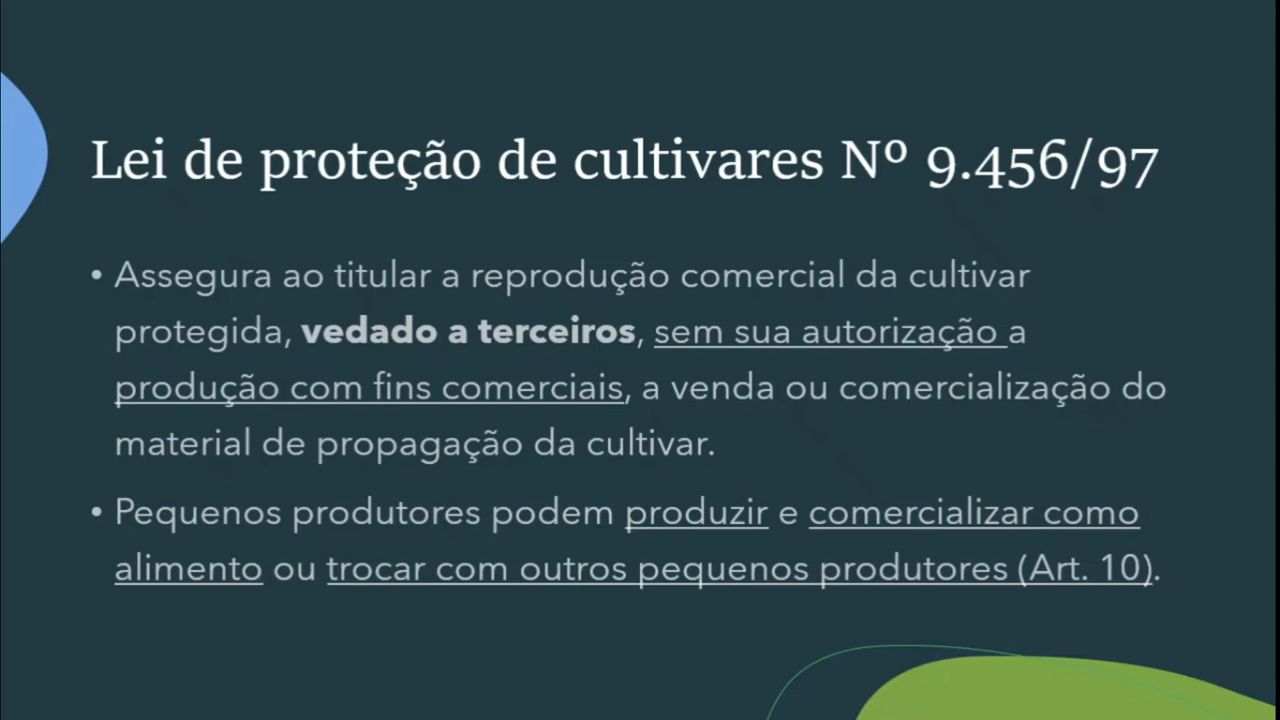 Lei de proteção de cultivares Nº 9.456/97
• Assegura ao titular a reprodução comercial da cultivar
protegida, vedado a terceiros, sem sua autorização a
produção com fins comerciais, a venda ou comercialização do
material de propagação da cultivar.
• Pequenos produtores podem produzir e comercializar como
alimento ou trocar com outros pequenos produtores (Art. 10).